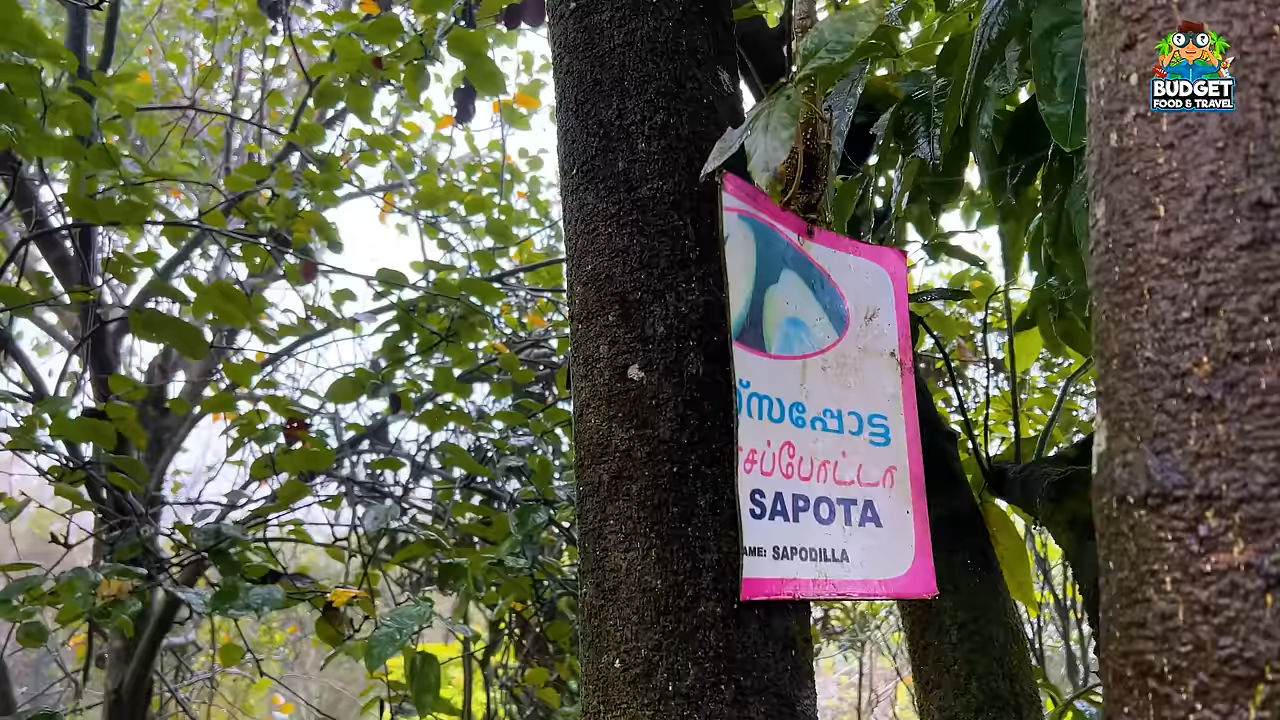 BUDGET
FOOD & TRAVEL
്സപ്പോട്ട
சப்போட்டா
SAPOTA
AME: SAPODILLA